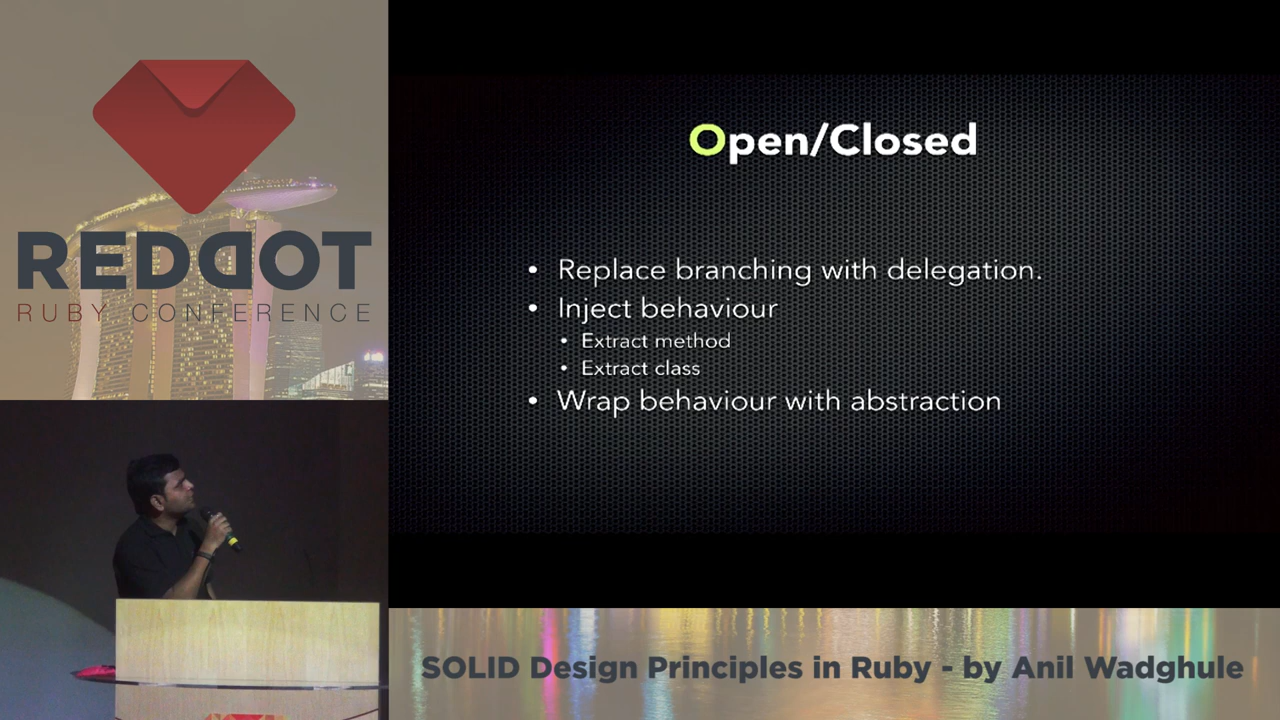 REDDOT
RUBY CONFERENCE
Open/Closed
• Replace branching with delegation.
• Inject behaviour
• Extract method
• Extract class
• Wrap behaviour with abstraction
SOLID Design Principles in Ruby - by Anil Wadghule